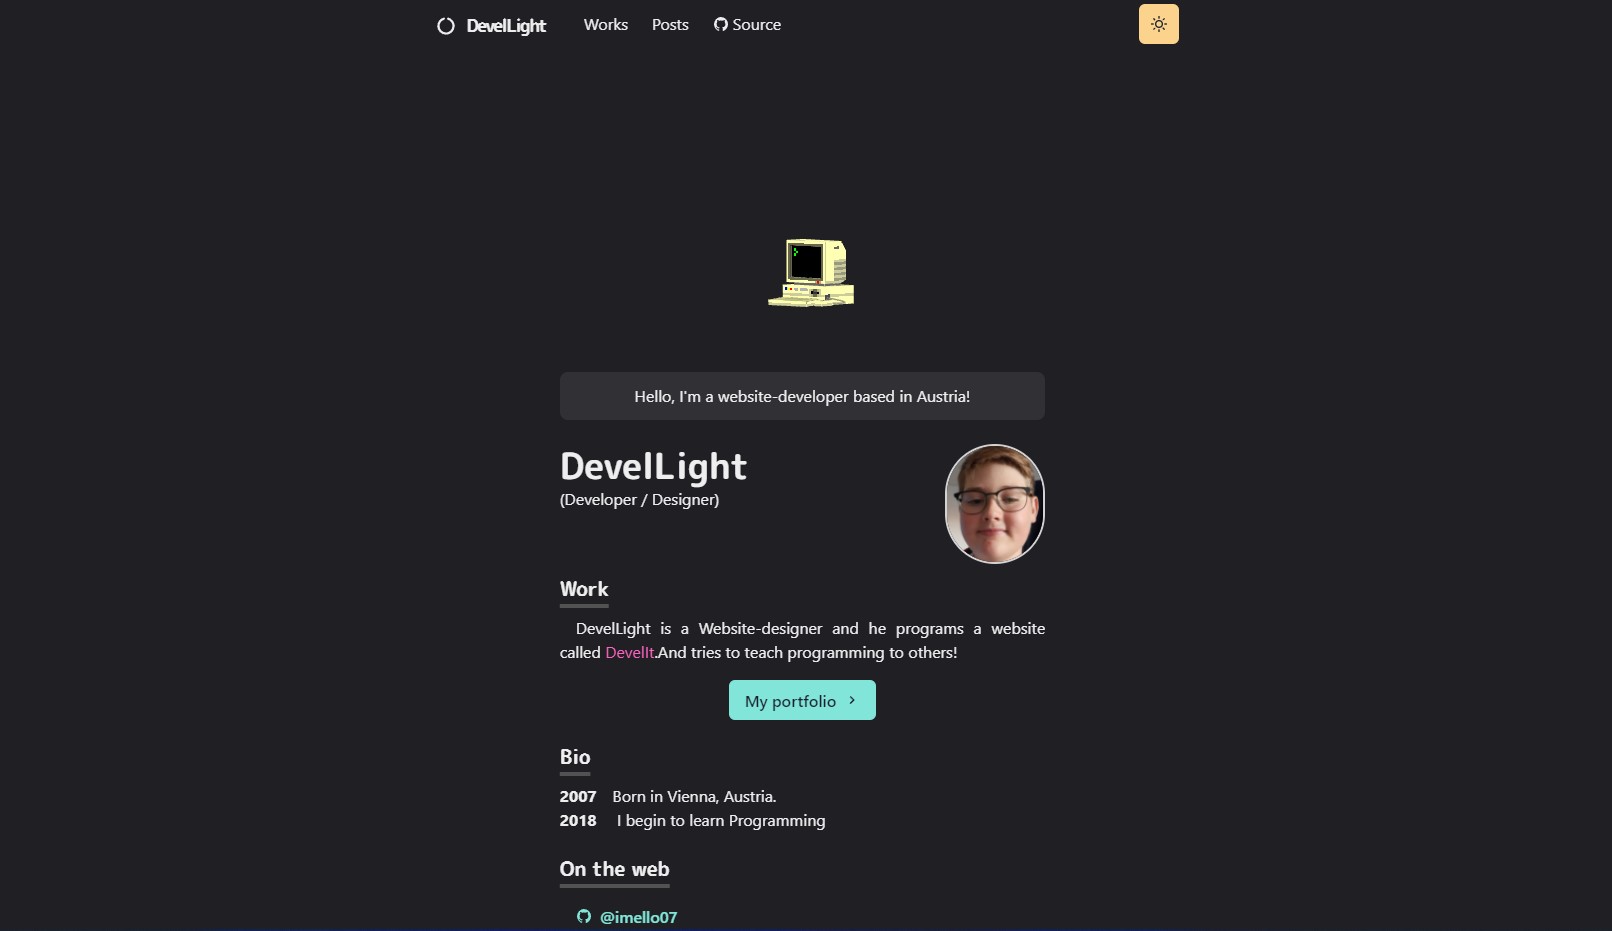 DevelLight Works Posts Source
Hello, I'm a website-developer based in Austria!
DevelLight
(Developer / Designer)
Work
DevelLight is a Website-designer and he programs a website
called DevelIt.And tries to teach programming to others!
My portfolio
Bio
2007 Born in Vienna, Austria.
2018 I begin to learn Programming
On the web
@imello07